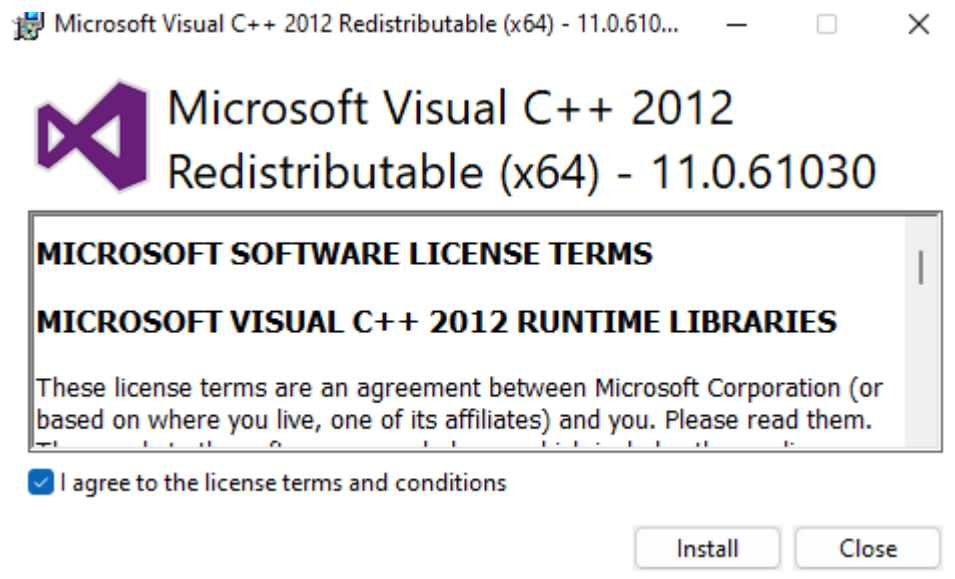 Microsoft Visual C++ 2012 Redistributable (x64) - 11.0.610...
Microsoft Visual C++ 2012
Redistributable (x64) - 11.0.61030
MICROSOFT SOFTWARE LICENSE TERMS
MICROSOFT VISUAL C++ 2012 RUNTIME LIBRARIES
These license terms are an agreement between Microsoft Corporation (or
based on where you live, one of its affiliates) and you. Please read them.
I agree to the license terms and conditions
Install
Close